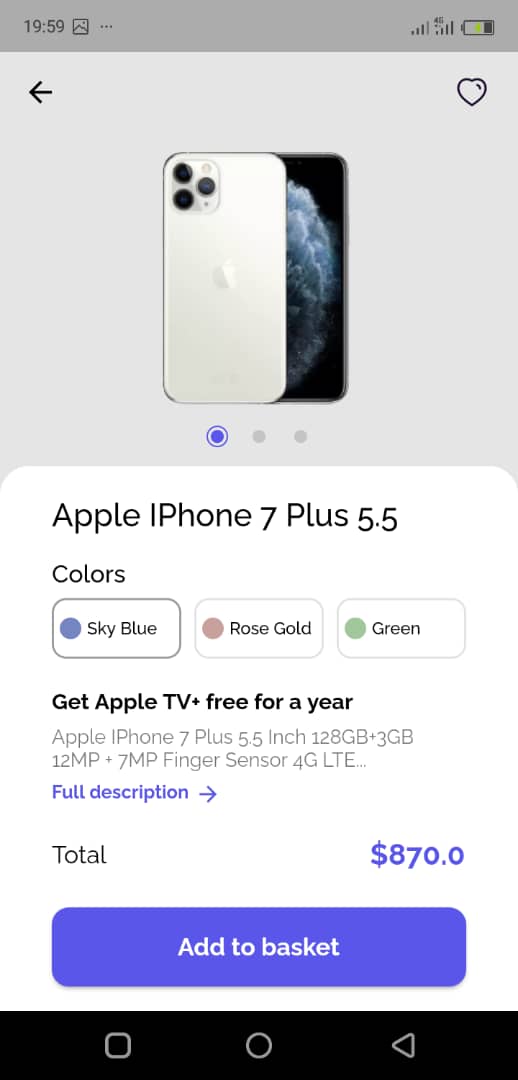 19:59
4G
Apple IPhone 7 Plus 5.5
Colors
Sky Blue
Rose Gold
Green
Get Apple TV+ free for a year
Apple IPhone 7 Plus 5.5 Inch 128GB+3GB
12MP + 7MP Finger Sensor 4G LTE...
Full description
Total
$870.0
Add to basket